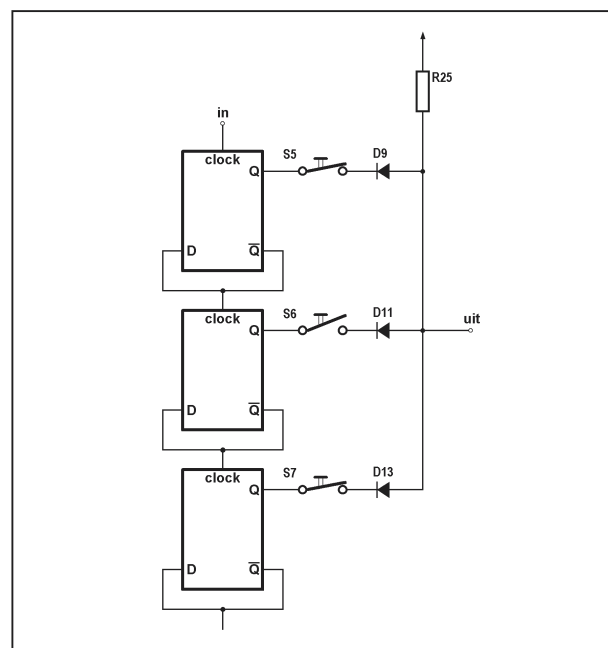 R25
in
clock
Q
S5
D9
D
Q̅
clock
Q
S6
D11
uit
D
Q̅
clock
Q
S7
D13
D
Q̅